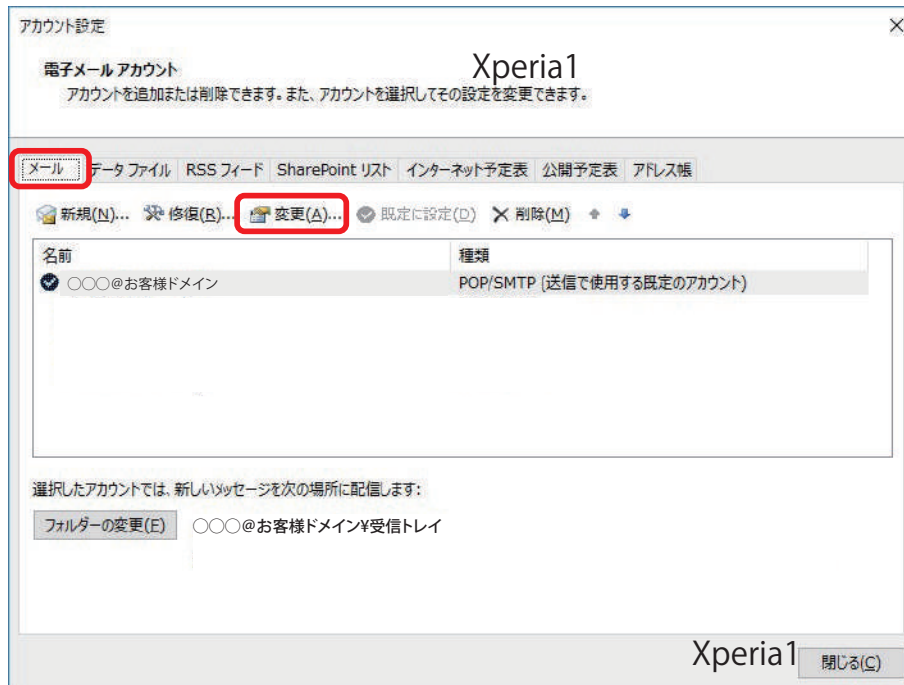 アカウント設定
電子メール アカウント
Xperia1
アカウントを追加または削除できます。また、アカウントを選択してその設定を変更できます。
メール データ ファイル RSS フィード SharePoint リスト インターネット予定表 公開予定表 アドレス帳
新規(N)... 修復(R)... 変更(A)... 既定に設定(D) 削除(M)
名前 種類
○○○@お客様ドメイン POP/SMTP (送信で使用する既定のアカウント)
選択したアカウントでは、新しいメッセージを次の場所に配信します:
フォルダーの変更(E) ○○○@お客様ドメイン¥受信トレイ
Xperia1
閉じる(C)